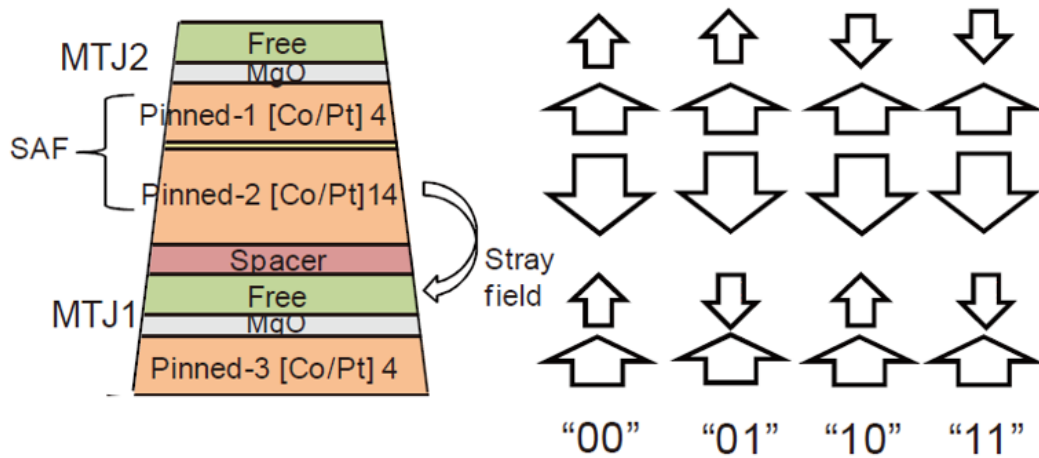 MTJ2
Free
MgO
Pinned-1 [Co/Pt] 4
SAF
Pinned-2 [Co/Pt]14
Spacer
Stray
field
MTJ1
Free
MgO
Pinned-3 [Co/Pt] 4
“00” “01” “10” “11”